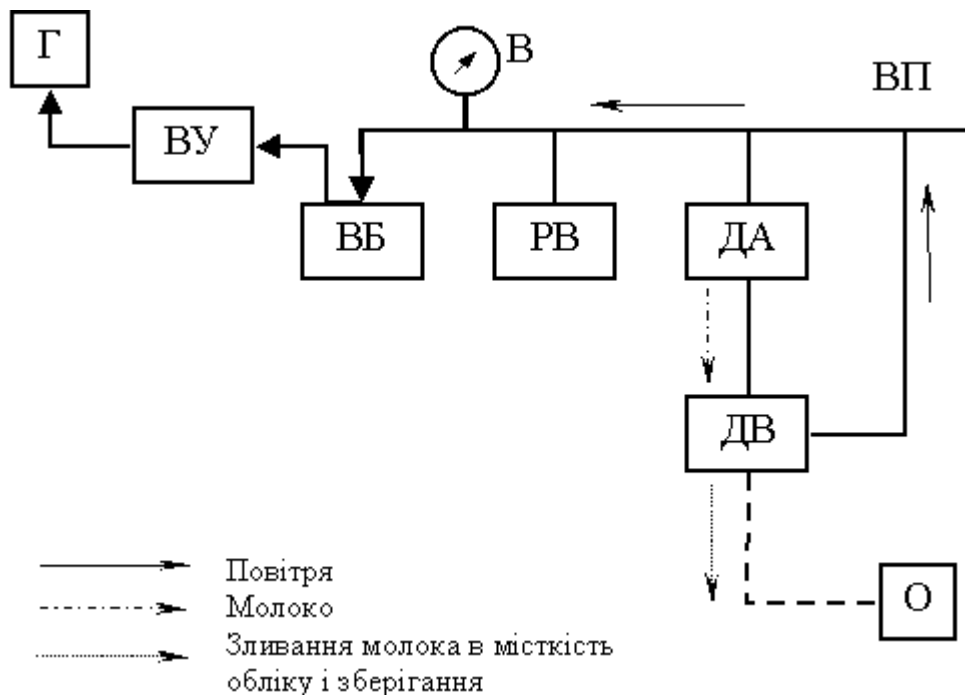 Г
В
ВП
ВУ
ВБ
РВ
ДА
ДВ
О
Повітря
Молоко
Зливання молока в місткість
обліку і зберігання